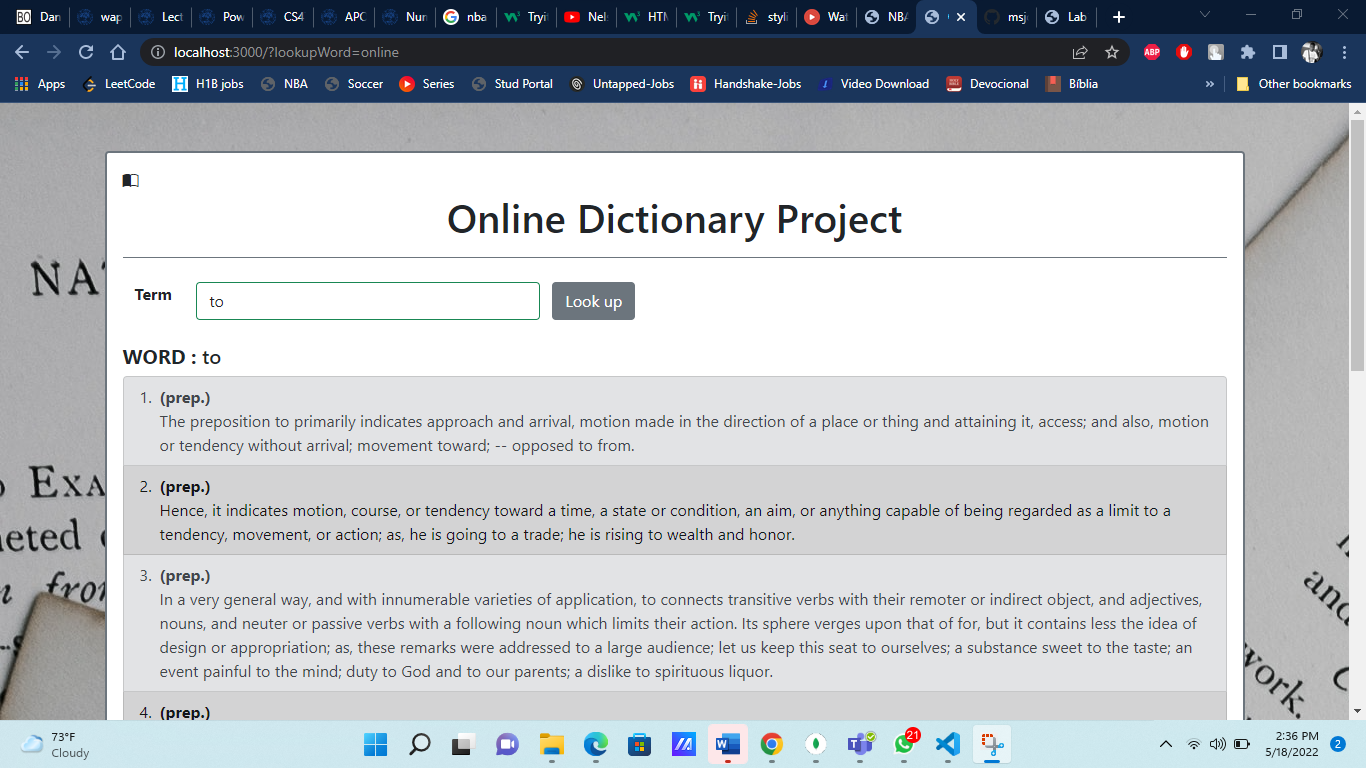 Dan
wap
Lect
Pow
CS4
APC
Nun
nba
Tryit
Nels
HTM
Tryit
styli
Wat
NBA
msj
Lab
localhost:3000/?lookupWord=online
ABP
Apps
LeetCode
H1B jobs
NBA
Soccer
Series
Stud Portal
Untapped-Jobs
Handshake-Jobs
Video Download
Devocional
Bíblia
»
Other bookmarks
Online Dictionary Project
Term
to
Look up
WORD : to
1. (prep.)
The preposition to primarily indicates approach and arrival, motion made in the direction of a place or thing and attaining it, access; and also, motion
or tendency without arrival; movement toward; -- opposed to from.
2. (prep.)
Hence, it indicates motion, course, or tendency toward a time, a state or condition, an aim, or anything capable of being regarded as a limit to a
tendency, movement, or action; as, he is going to a trade; he is rising to wealth and honor.
3. (prep.)
In a very general way, and with innumerable varieties of application, to connects transitive verbs with their remoter or indirect object, and adjectives,
nouns, and neuter or passive verbs with a following noun which limits their action. Its sphere verges upon that of for, but it contains less the idea of
design or appropriation; as, these remarks were addressed to a large audience; let us keep this seat to ourselves; a substance sweet to the taste; an
event painful to the mind; duty to God and to our parents; a dislike to spirituous liquor.
4. (prep.)
NA
EXA
eted
from
and
work.
73°F
Cloudy
21
2:36 PM
5/18/2022
2